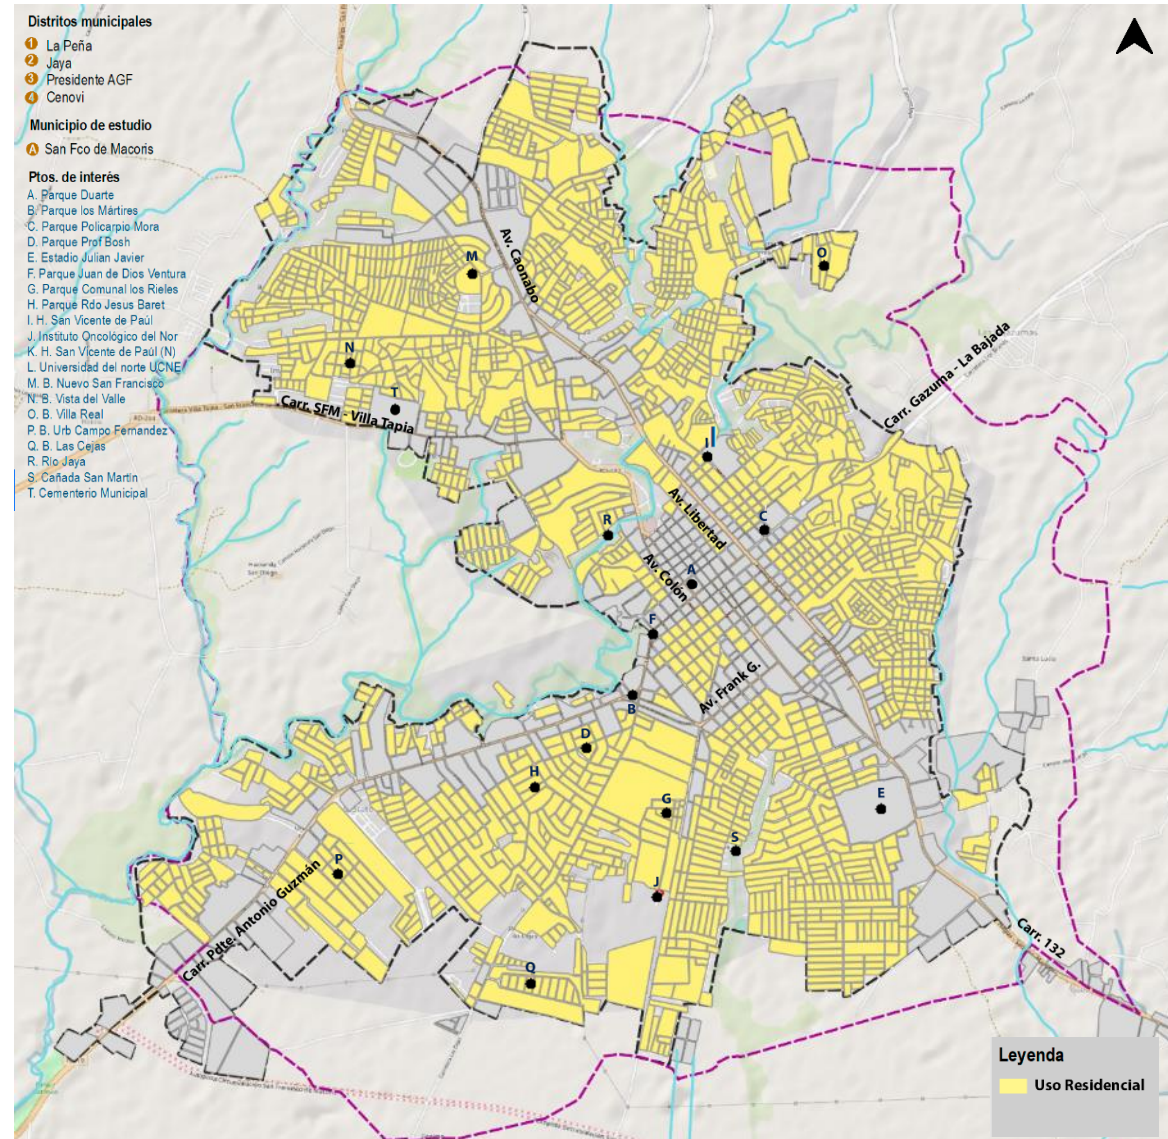 Distritos municipales
1 La Peña
2 Jaya
3 Presidente AGF
4 Cenovi
Municipio de estudio
A San Fco de Macoris
Ptos. de interés
A. Parque Duarte
B. Parque los Mártires
C. Parque Policarpio Mora
D. Parque Prof Bosh
E. Estadio Julian Javier
F. Parque Juan de Dios Ventura
G. Parque Comunal los Rieles
H. Parque Rdo Jesus Baret
I. H. San Vicente de Paúl
J. Instituto Oncológico del Nor
K. H. San Vicente de Paúl (N)
L. Universidad del norte UCNE
M. B. Nuevo San Francisco
N. B. Vista del Valle
O. B. Villa Real
P. B. Urb Campo Fernandez
Q. B. Las Cejas
R. RIo Jaya
S. Cañada San Martin
T. Cementerio Municipal
Av. Caonabo
M
O
N
T
Carr. SFM - Villa Tapia
Carr. Gazuma - La Bajada
I
Av. Libertad
R
C
Av. Colón
A
F
Av. Frank G.
B
D
H
G
E
S
P
J
Carr. Pdte. Antonio Guzmán
Q
Carr. 132
Leyenda
Uso Residencial